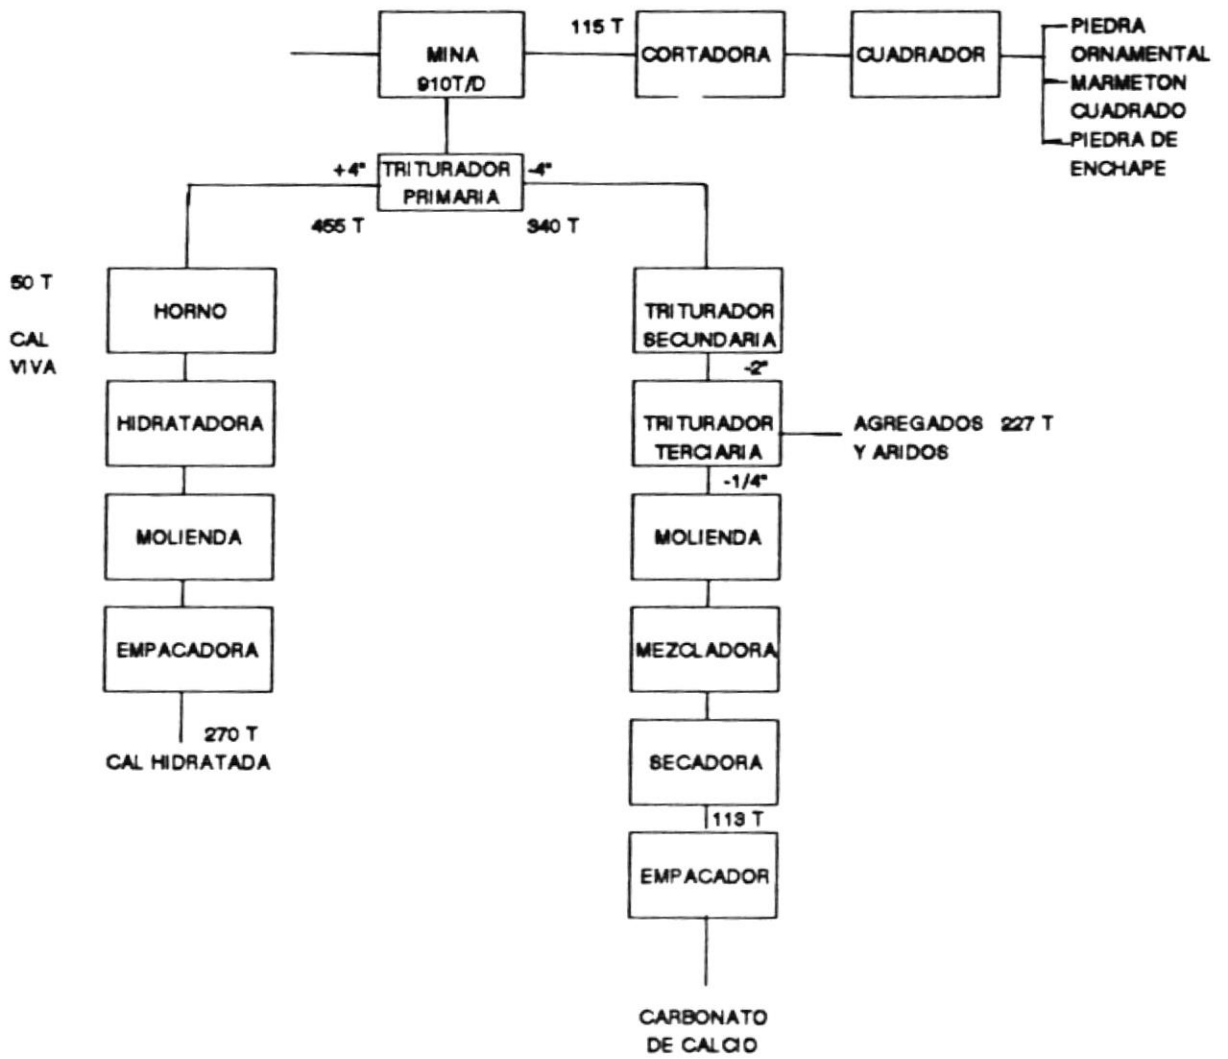 115 T
MINA
910T/D
CORTADORA
CUADRADOR
PIEDRA
ORNAMENTAL
MARMETON
CUADRADO
PIEDRA DE
ENCHAPE
+4"
TRITURADOR
PRIMARIA
-4"
455 T
340 T
50 T
CAL
VIVA
HORNO
HIDRATADORA
MOLIENDA
EMPACADORA
270 T
CAL HIDRATADA
TRITURADOR
SECUNDARIA
-2"
TRITURADOR
TERCIARIA
AGREGADOS 227 T
Y ARIDOS
-1/4"
MOLIENDA
MEZCLADORA
SECADORA
113 T
EMPACADOR
CARBONATO
DE CALCIO